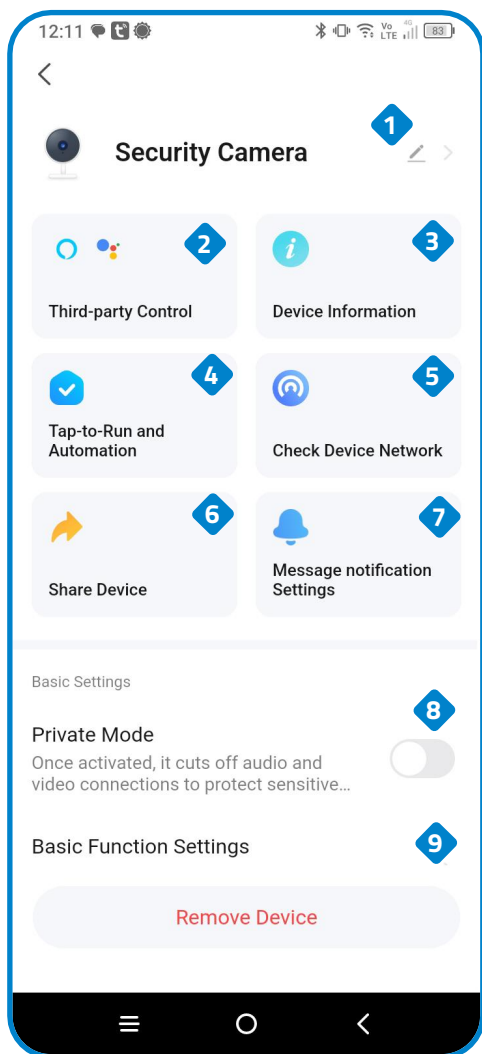 12:11
Vo
LTE
4G
83
1
Security Camera
2
3
Third-party Control
Device Information
4
5
Tap-to-Run and
Automation
Check Device Network
6
7
Share Device
Message notification
Settings
Basic Settings
8
Private Mode
Once activated, it cuts off audio and
video connections to protect sensitive...
Basic Function Settings
9
Remove Device